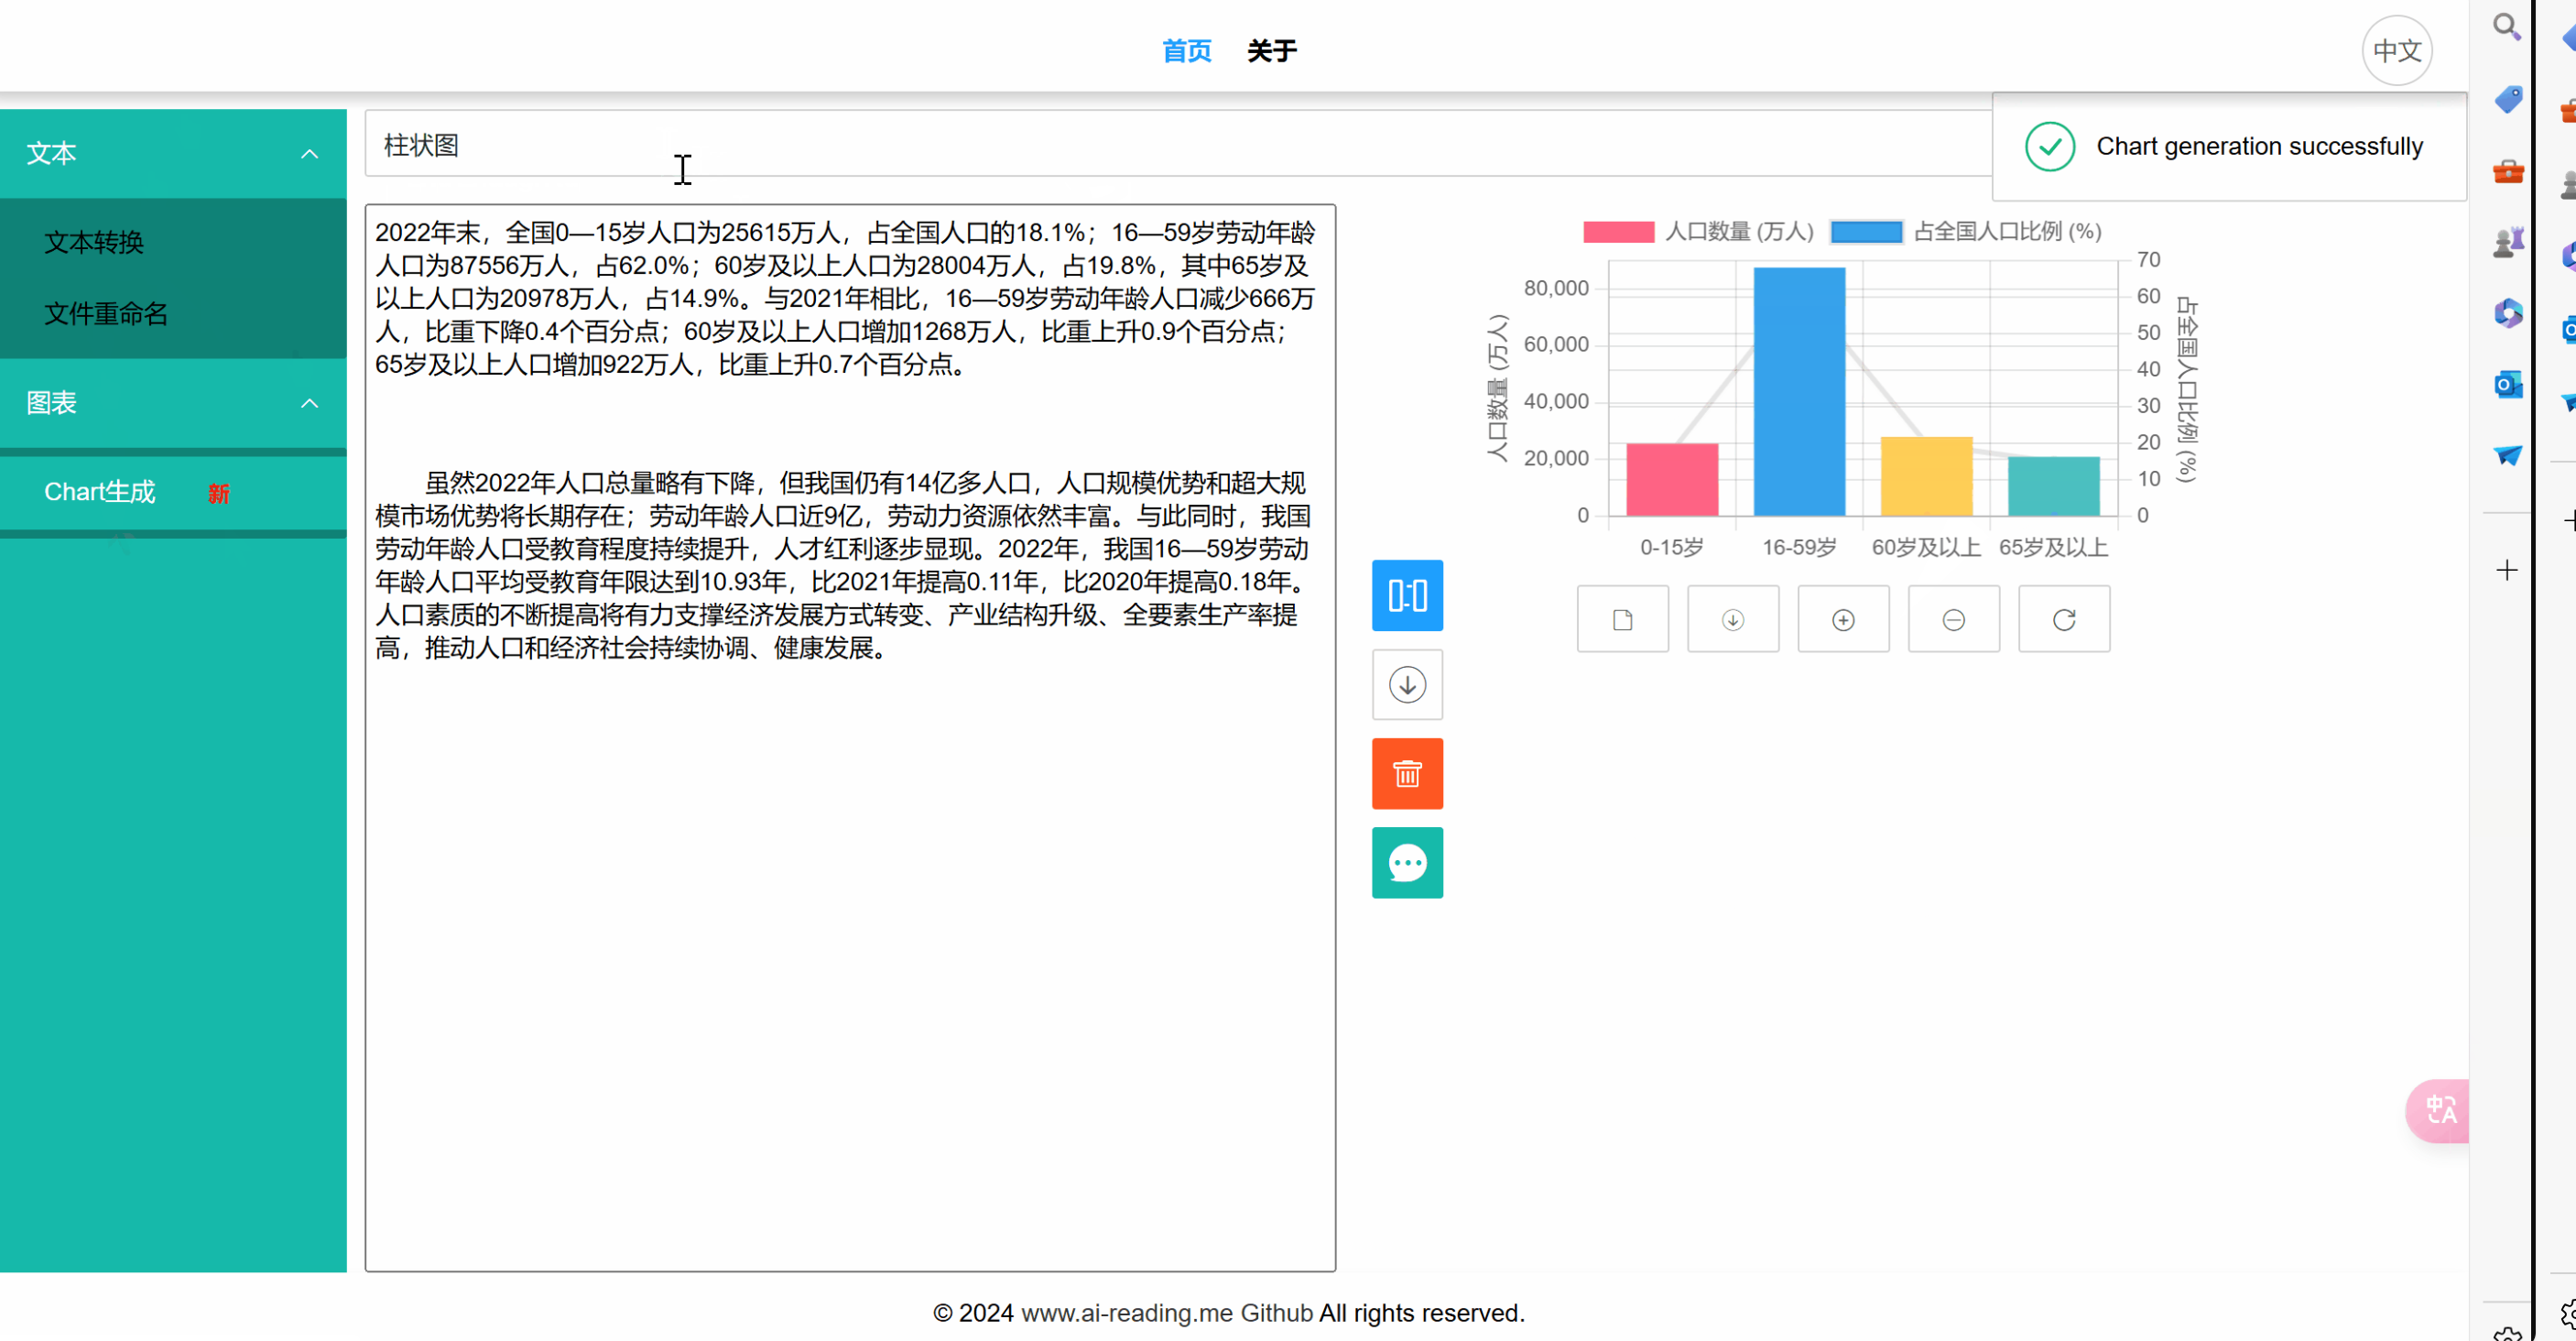 首页 关于 中文
文本
文本转换
文件重命名
图表
Chart生成 新
柱状图
Chart generation successfully
2022年末，全国0—15岁人口为25615万人，占全国人口的18.1%；16—59岁劳动年龄
人口为87556万人，占62.0%；60岁及以上人口为28004万人，占19.8%，其中65岁及
以上人口为20978万人，占14.9%。与2021年相比，16—59岁劳动年龄人口减少666万
人，比重下降0.4个百分点；60岁及以上人口增加1268万人，比重上升0.9个百分点；
65岁及以上人口增加922万人，比重上升0.7个百分点。
虽然2022年人口总量略有下降，但我国仍有14亿多人口，人口规模优势和超大规
模市场优势将长期存在；劳动年龄人口近9亿，劳动力资源依然丰富。与此同时，我国
劳动年龄人口受教育程度持续提升，人才红利逐步显现。2022年，我国16—59岁劳动
年龄人口平均受教育年限达到10.93年，比2021年提高0.11年，比2020年提高0.18年。
人口素质的不断提高将有力支撑经济发展方式转变、产业结构升级、全要素生产率提
高，推动人口和经济社会持续协调、健康发展。
人口数量 (万人) 占全国人口比例 (%)
人口数量 (万人)
80,000
60,000
40,000
20,000
0
70
60
50
40
30
20
10
0
占全国人口比例 (%)
0-15岁 16-59岁 60岁及以上 65岁及以上
© 2024 www.ai-reading.me Github All rights reserved.